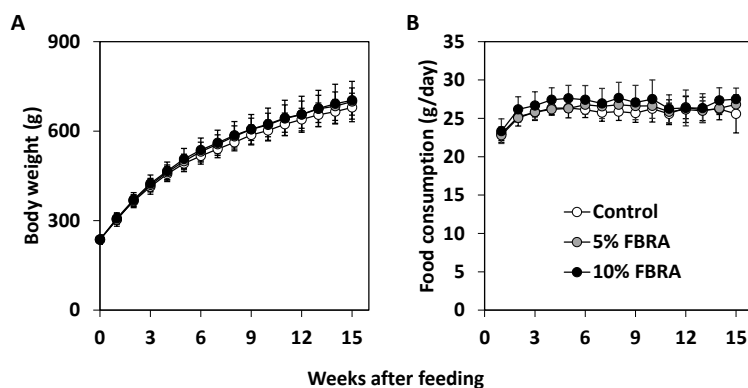 A
Body weight (g)
900
600
300
0
0 3 6 9 12 15
B
Food consumption (g/day)
35
30
25
20
15
10
5
0
Control
5% FBRA
10% FBRA
0 3 6 9 12 15
Weeks after feeding